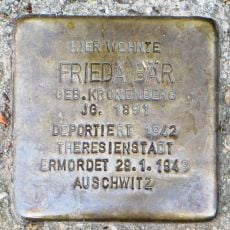 HIER WOHNTE
FRIEDA BÄR
GEB. KRONENBERG
JG. 1891
DEPORTIERT 1942
THERESIENSTADT
ERMORDET 29.1.1943
AUSCHWITZ